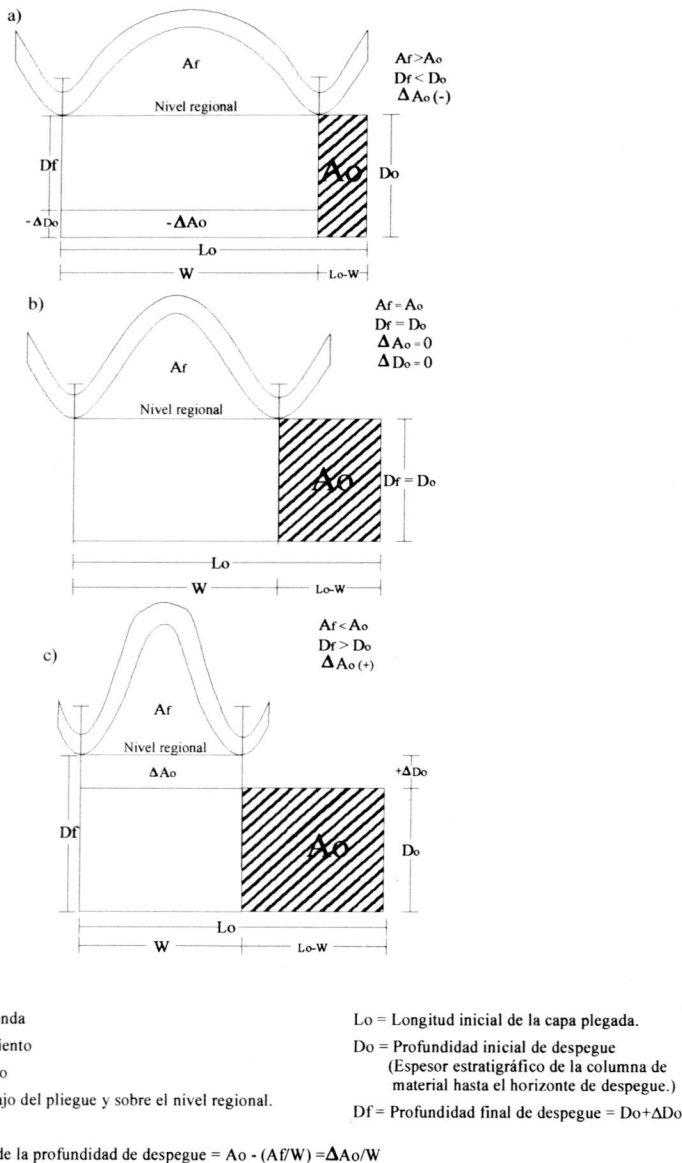 a)
Af
Af>Ao
Df < Do
ΔAo (-)
Nivel regional
Df
Ao
Do
-ΔDo
-ΔAo
Lo
W
Lo-W
b)
Af = Ao
Df = Do
ΔAo = 0
ΔDo = 0
Af
Nivel regional
Ao
Df = Do
Lo
W
Lo-W
Af < Ao
Df > Do
ΔAo (+)
c)
Af
Nivel regional
ΔAo
+ΔDo
Df
Ao
Do
Lo
W
Lo-W
nda
Lo = Longitud inicial de la capa plegada.
iento
Do = Profundidad inicial de despegue
o
(Espesor estratigráfico de la columna de
material hasta el horizonte de despegue.)
ajo del pliegue y sobre el nivel regional.
Df = Profundidad final de despegue = Do+ΔDo
de la profundidad de despegue = Ao - (Af/W) =ΔAo/W